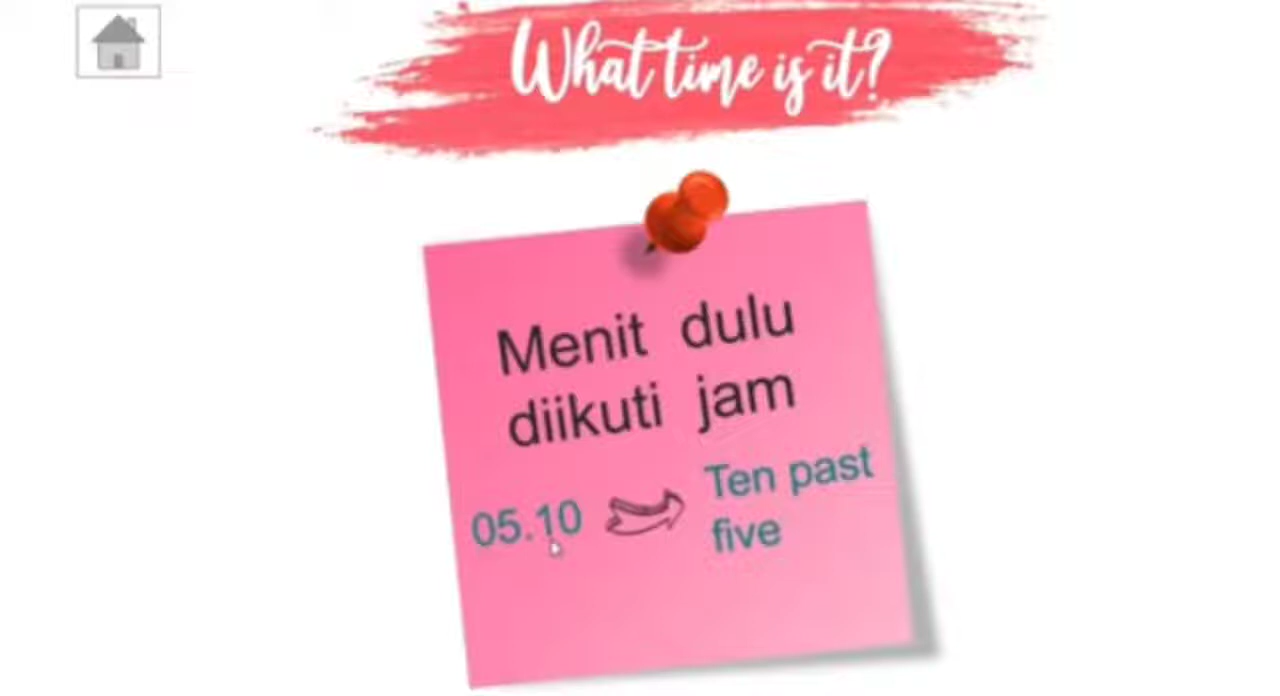 What time is it?
Menit dulu
diikuti jam
05.10
Ten past
five